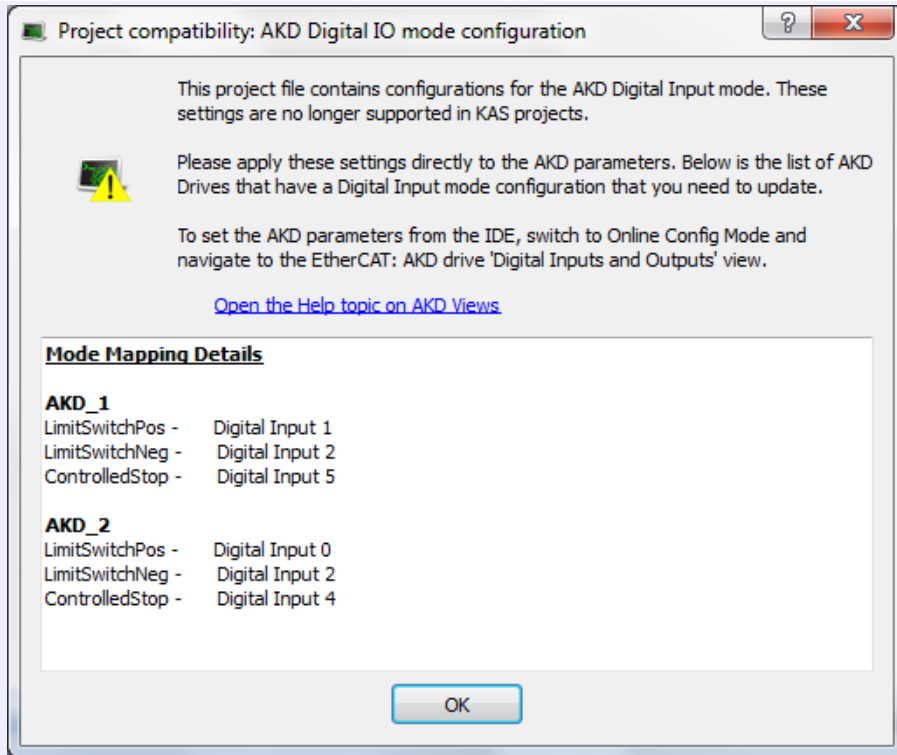 Project compatibility: AKD Digital IO mode configuration
This project file contains configurations for the AKD Digital Input mode. These
settings are no longer supported in KAS projects.
Please apply these settings directly to the AKD parameters. Below is the list of AKD
Drives that have a Digital Input mode configuration that you need to update.
To set the AKD parameters from the IDE, switch to Online Config Mode and
navigate to the EtherCAT: AKD drive 'Digital Inputs and Outputs' view.
Open the Help topic on AKD Views
Mode Mapping Details
AKD_1
LimitSwitchPos - Digital Input 1
LimitSwitchNeg - Digital Input 2
ControlledStop - Digital Input 5
AKD_2
LimitSwitchPos - Digital Input 0
LimitSwitchNeg - Digital Input 2
ControlledStop - Digital Input 4
OK